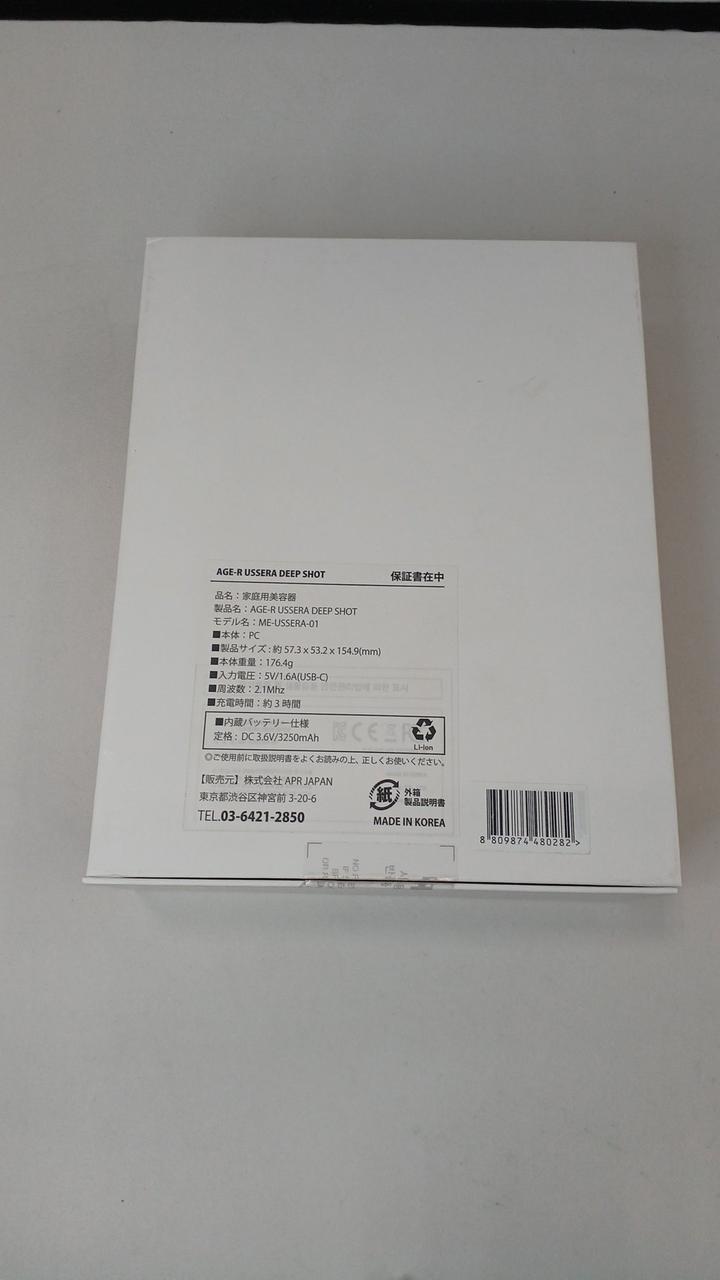 AGE-R USSERA DEEP SHOT 保証書在中
品名：家庭用美容器
製品名：AGE-R USSERA DEEP SHOT
モデル名：ME-USSERA-01
■本体：PC
■製品サイズ：約 57.3 x 53.2 x 154.9(mm)
■本体重量：176.4g
■入力電圧：5V/1.6A(USB-C)
■周波数：2.1Mhz
■充電時間：約 3 時間
■内蔵バッテリー仕様
定格：DC 3.6V/3250mAh
Li-ion
◎ご使用前に取扱説明書をよくお読みの上、正しくお使いください。
【販売元】株式会社 APR JAPAN
東京都渋谷区神宮前 3-20-6
TEL.03-6421-2850
紙
外箱
製品説明書
MADE IN KOREA
8 809874 480282 >